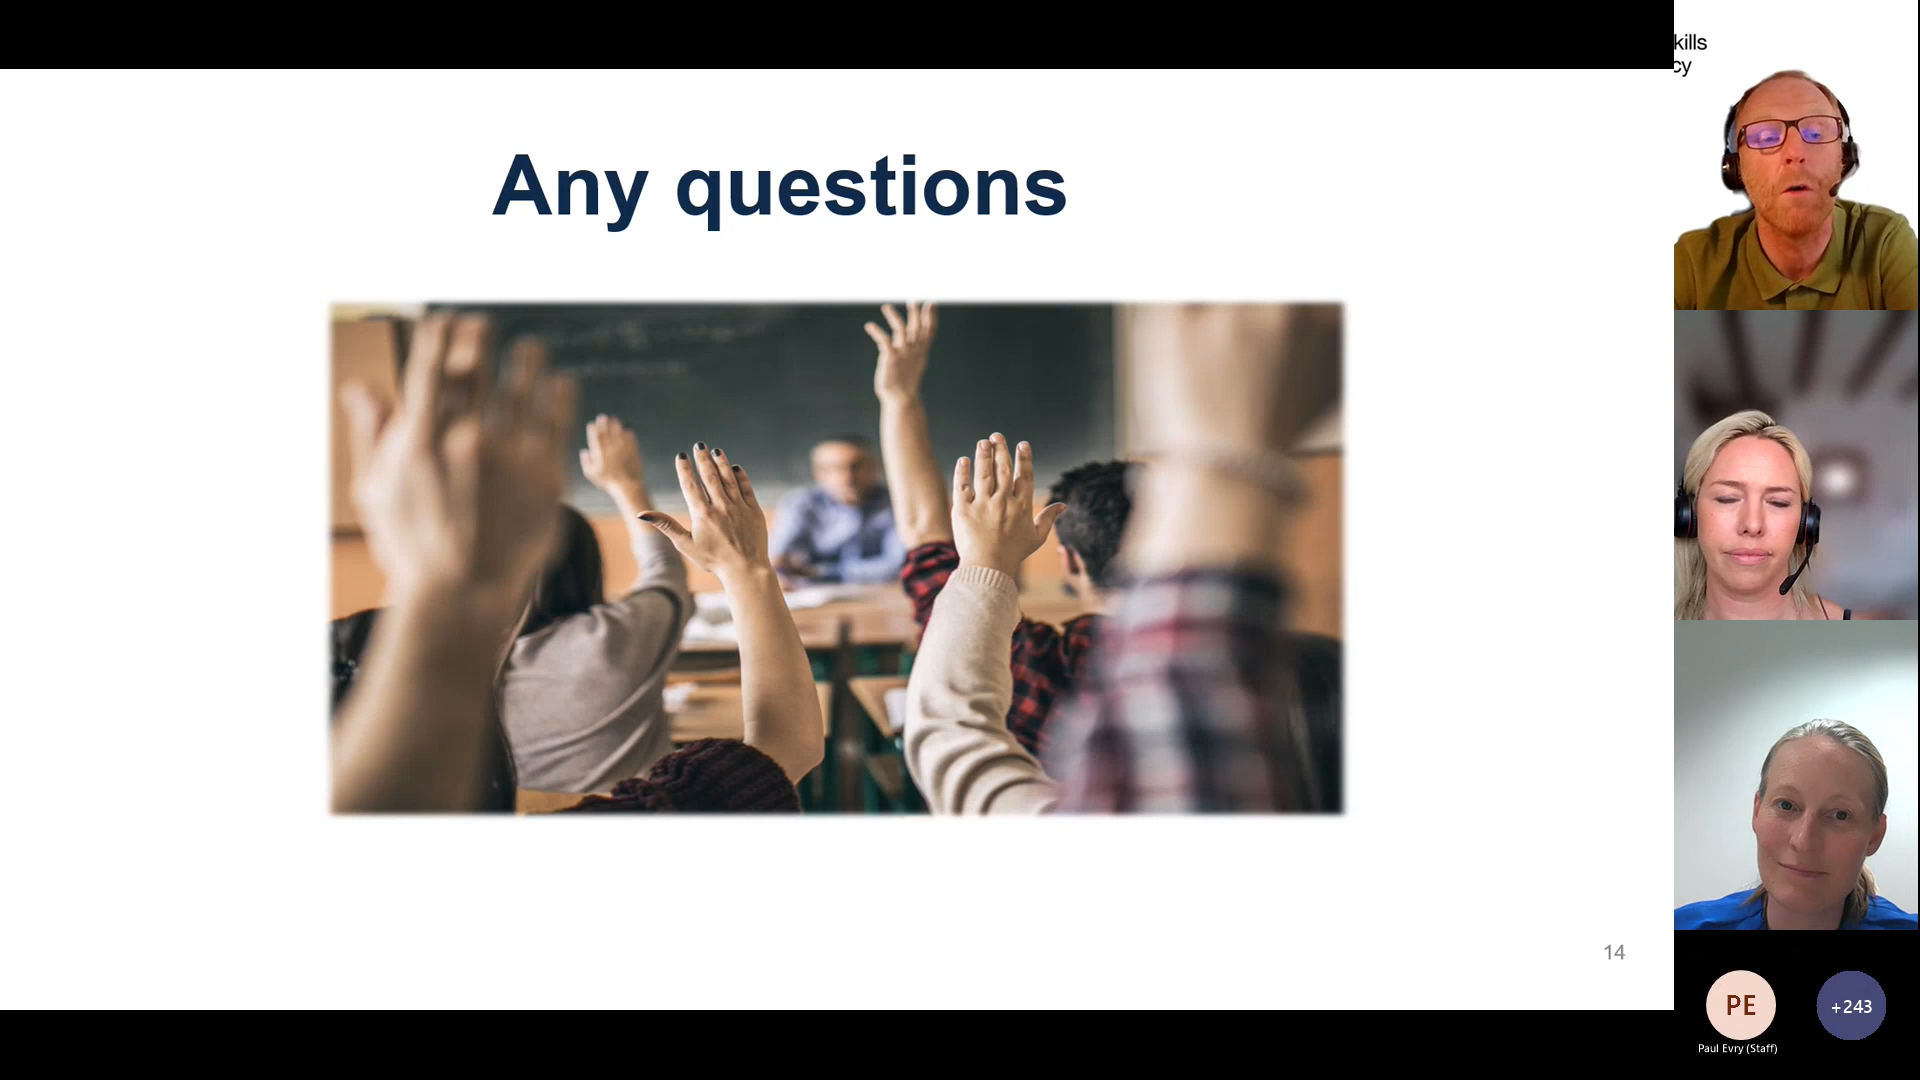 kills
cy
Any questions
14
PE
+243
Paul Evry (Staff)